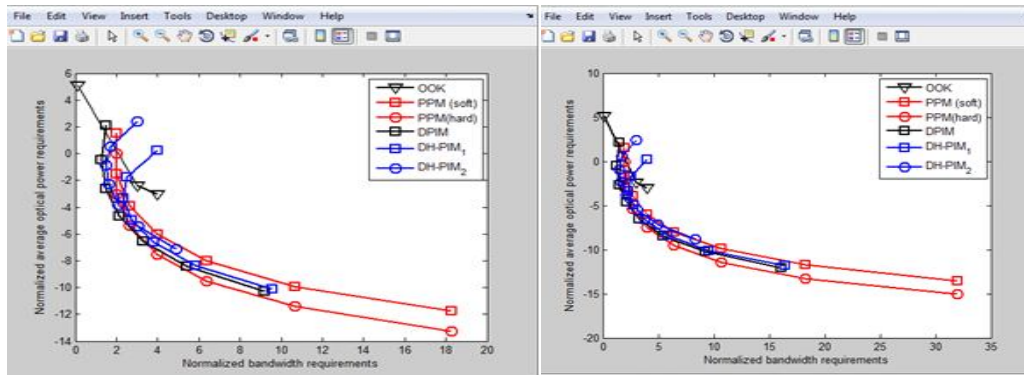 File Edit View Insert Tools Desktop Window Help
6
4
2
0
-2
-4
-6
-8
-10
-12
-14
0 2 4 6 8 10 12 14 16 18 20
Normalized average optical power requirements
Normalized bandwidth requirements
OOK
PPM (soft)
PPM(hard)
DPIM
DH-PIM1
DH-PIM2
File Edit View Insert Tools Desktop Window Help
10
5
0
-5
-10
-15
-20
0 5 10 15 20 25 30 35
Normalized average optical power requirements
Normalized bandwidth requirements
OOK
PPM (soft)
PPM(hard)
DPIM
DH-PIM1
DH-PIM2